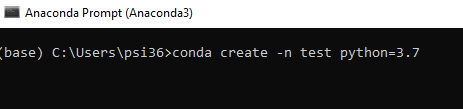 Anaconda Prompt (Anaconda3)
(base) C:\Users\psi36>conda create -n test python=3.7